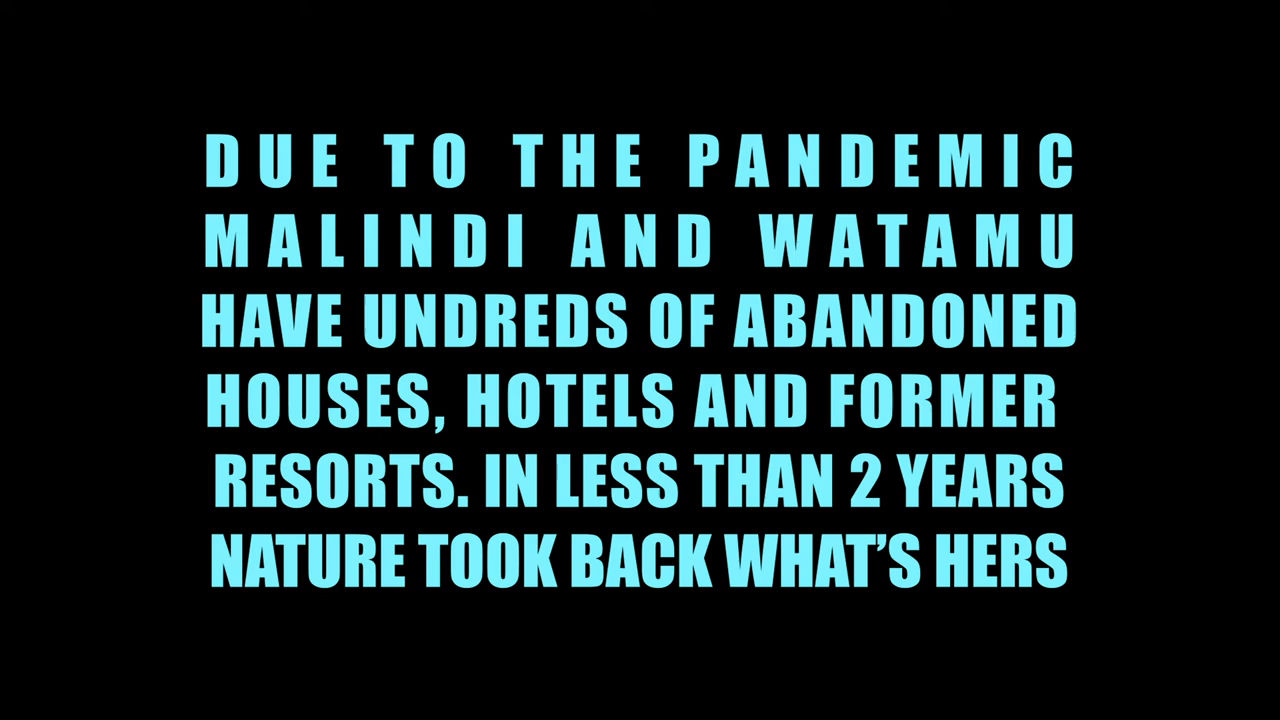 DUE TO THE PANDEMIC
MALINDI AND WATAMU
HAVE UNDREDS OF ABANDONED
HOUSES, HOTELS AND FORMER
RESORTS. IN LESS THAN 2 YEARS
NATURE TOOK BACK WHAT’S HERS